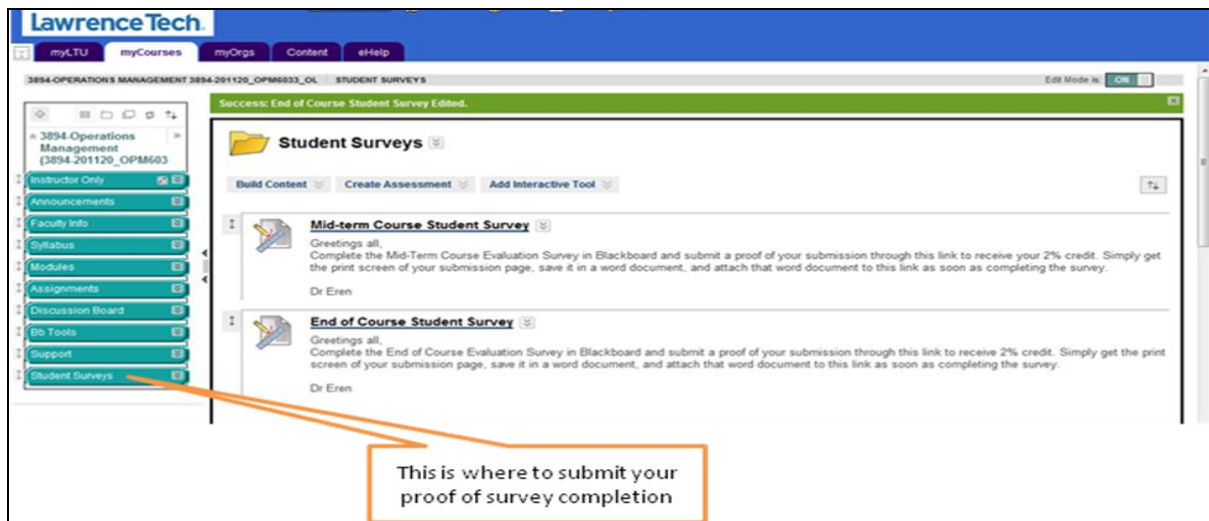 Lawrence Tech.
myLTU myCourses myOrgs Content eHelp
3894-OPERATIONS MANAGEMENT 3894-201120_OPM6033_OL STUDENT SURVEYS Edit Mode is: ON
Success: End of Course Student Survey Edited.
3894-Operations
Management
(3894-201120_OPM603
Instructor Only
Announcements
Faculty Info
Syllabus
Modules
Assignments
Discussion Board
Bb Tools
Support
Student Surveys
Student Surveys
Build Content Create Assessment Add Interactive Tool
Mid-term Course Student Survey
Greetings all,
Complete the Mid-Term Course Evaluation Survey in Blackboard and submit a proof of your submission through this link to receive your 2% credit. Simply get
the print screen of your submission page, save it in a word document, and attach that word document to this link as soon as completing the survey.
Dr Eren
End of Course Student Survey
Greetings all,
Complete the End of Course Evaluation Survey in Blackboard and submit a proof of your submission through this link to receive 2% credit. Simply get the print
screen of your submission page, save it in a word document, and attach that word document to this link as soon as completing the survey.
Dr Eren
This is where to submit your
proof of survey completion